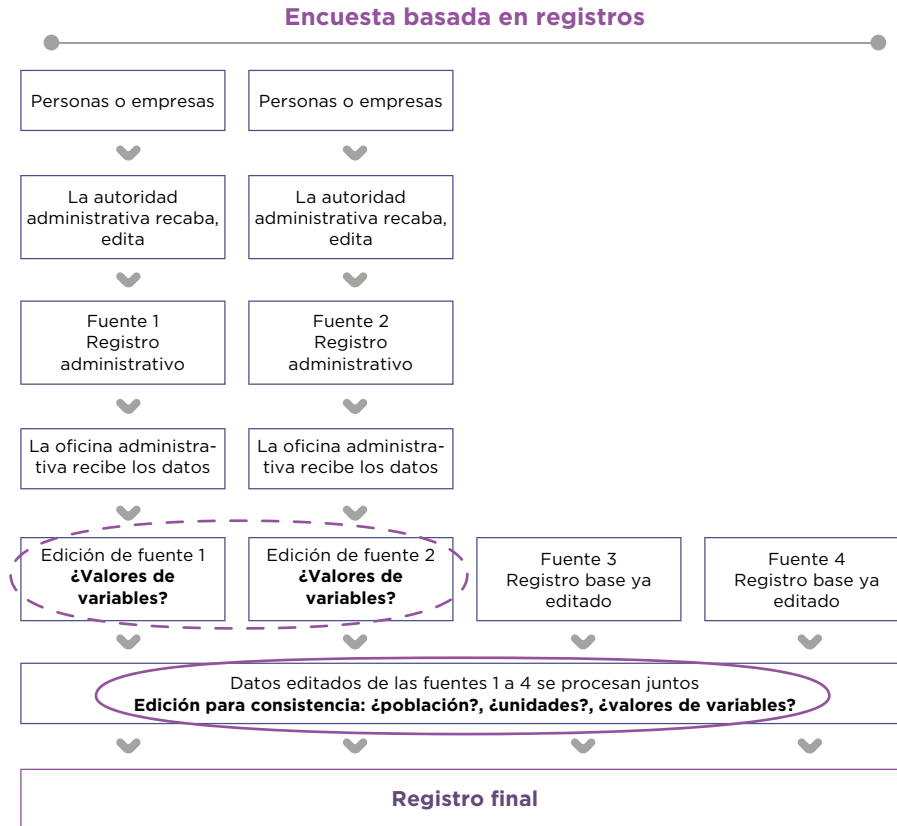 Encuesta basada en registros
Personas o empresas
Personas o empresas
La autoridad
administrativa recaba,
edita
La autoridad
administrativa recaba,
edita
Fuente 1
Registro
administrativo
Fuente 2
Registro
administrativo
La oficina administra-
tiva recibe los datos
La oficina administra-
tiva recibe los datos
Edición de fuente 1
¿Valores de
variables?
Edición de fuente 2
¿Valores de
variables?
Fuente 3
Registro base ya
editado
Fuente 4
Registro base ya
editado
Datos editados de las fuentes 1 a 4 se procesan juntos
Edición para consistencia: ¿población?, ¿unidades?, ¿valores de variables?
Registro final